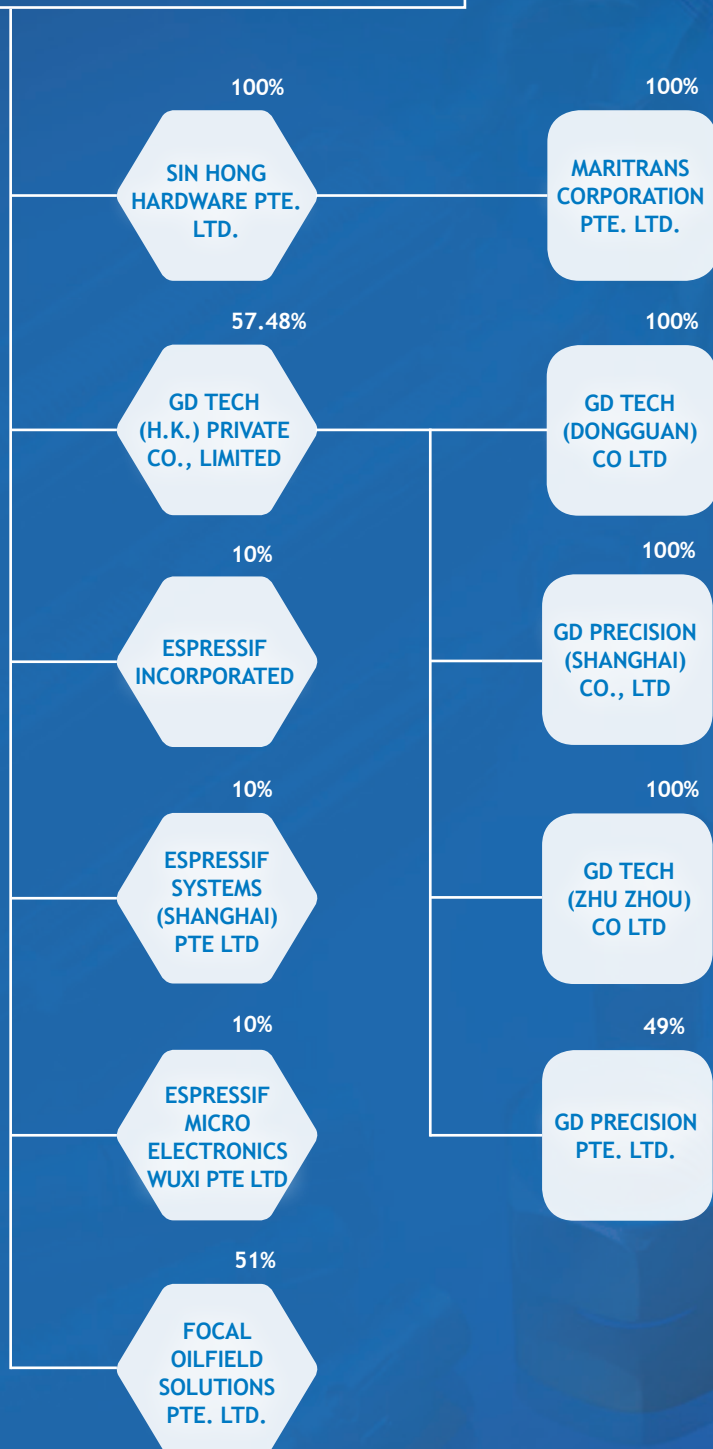 100%
SIN HONG
HARDWARE PTE.
LTD.
100%
MARITRANS
CORPORATION
PTE. LTD.
57.48%
GD TECH
(H.K.) PRIVATE
CO., LIMITED
100%
GD TECH
(DONGGUAN)
CO LTD
10%
ESPRESSIF
INCORPORATED
100%
GD PRECISION
(SHANGHAI)
CO., LTD
10%
ESPRESSIF
SYSTEMS
(SHANGHAI)
PTE LTD
100%
GD TECH
(ZHU ZHOU)
CO LTD
10%
ESPRESSIF
MICRO
ELECTRONICS
WUXI PTE LTD
49%
GD PRECISION
PTE. LTD.
51%
FOCAL
OILFIELD
SOLUTIONS
PTE. LTD.